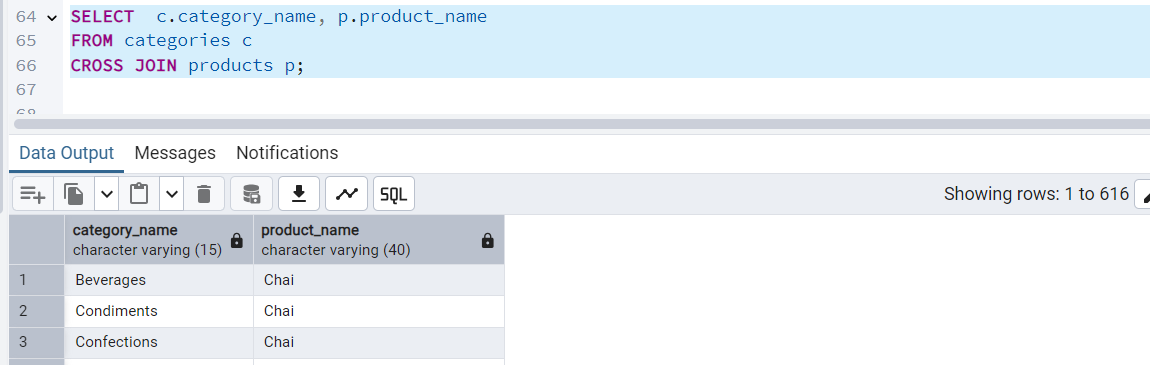 64 SELECT  c.category_name, p.product_name
65 FROM categories c
66 CROSS JOIN products p;
67
68
Data Output Messages Notifications
SQL Showing rows: 1 to 616
category_name product_name
character varying (15) character varying (40)
1 Beverages Chai
2 Condiments Chai
3 Confections Chai